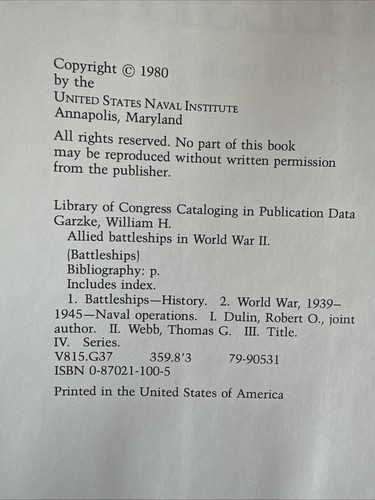 Copyright © 1980
by the
UNITED STATES NAVAL INSTITUTE
Annapolis, Maryland
All rights reserved. No part of this book
may be reproduced without written permission
from the publisher.
Library of Congress Cataloging in Publication Data
Garzke, William H.
Allied battleships in World War II.
(Battleships)
Bibliography: p.
Includes index.
1. Battleships—History. 2. World War, 1939–
1945—Naval operations. I. Dulin, Robert O., joint
author. II. Webb, Thomas G. III. Title.
IV. Series.
V815.G37 359.8'3 79-90531
ISBN 0-87021-100-5
Printed in the United States of America